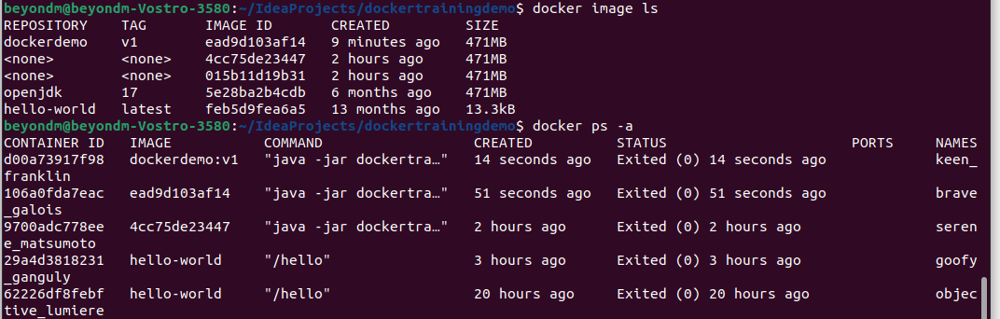 beyondm@beyondm-Vostro-3580:~/IdeaProjects/dockertrainingdemo$ docker image ls
REPOSITORY    TAG       IMAGE ID       CREATED         SIZE
dockerdemo    v1        ead9d103af14   9 minutes ago   471MB
<none>        <none>    4cc75de23447   2 hours ago     471MB
<none>        <none>    015b11d19b31   2 hours ago     471MB
openjdk       17        5e28ba2b4cdb   6 months ago    471MB
hello-world   latest    feb5d9fea6a5   13 months ago   13.3kB
beyondm@beyondm-Vostro-3580:~/IdeaProjects/dockertrainingdemo$ docker ps -a
CONTAINER ID   IMAGE           COMMAND                  CREATED          STATUS                      PORTS     NAMES
d00a73917f98   dockerdemo:v1   "java -jar dockertra…"   14 seconds ago   Exited (0) 14 seconds ago             keen_
franklin
106a0fda7eac   ead9d103af14    "java -jar dockertra…"   51 seconds ago   Exited (0) 51 seconds ago             brave
_galois
9700adc778ee   4cc75de23447    "java -jar dockertra…"   2 hours ago      Exited (0) 2 hours ago                seren
e_matsumoto
29a4d3818231   hello-world     "/hello"                 3 hours ago      Exited (0) 3 hours ago                goofy
_ganguly
62226df8febf   hello-world     "/hello"                 20 hours ago     Exited (0) 20 hours ago               objec
tive_lumiere